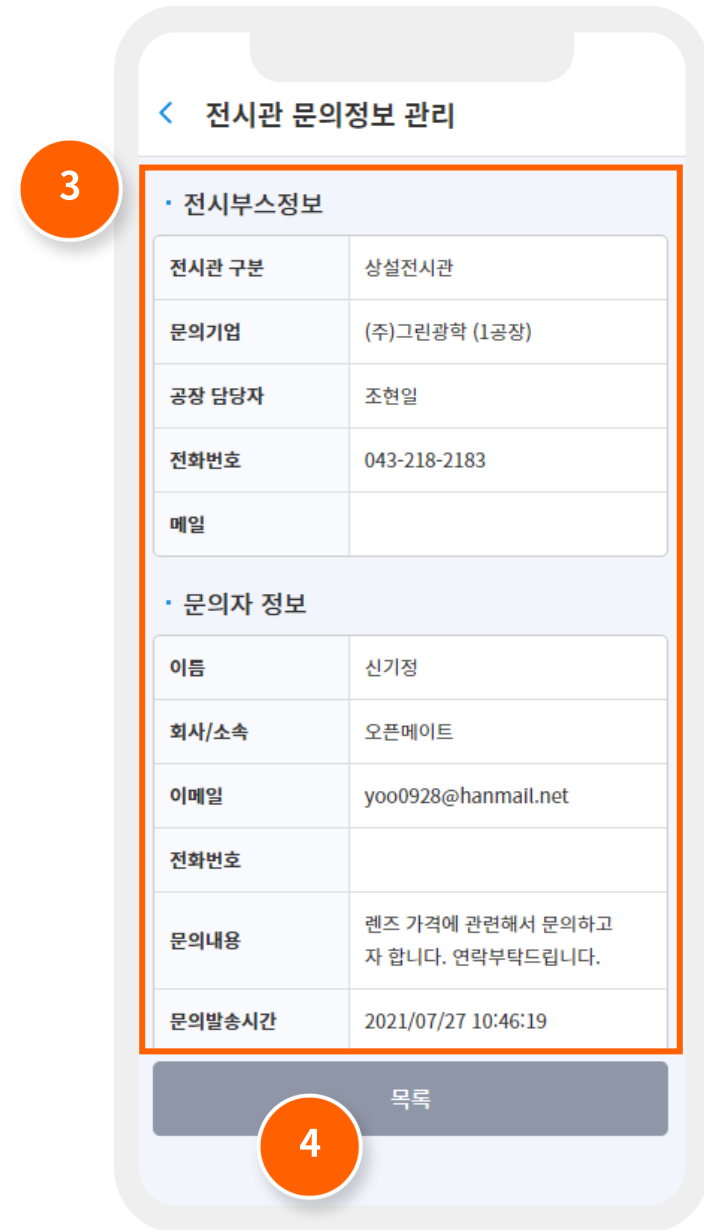 전시관 문의정보 관리
3
전시부스정보
전시관 구분 상설전시관
문의기업 (주)그린광학 (1공장)
공장 담당자 조현일
전화번호 043-218-2183
메일
문의자 정보
이름 신기정
회사/소속 오픈메이트
이메일 yoo0928@hanmail.net
전화번호
문의내용 렌즈 가격에 관련해서 문의하고
자 합니다. 연락부탁드립니다.
문의발송시간 2021/07/27 10:46:19
목록
4